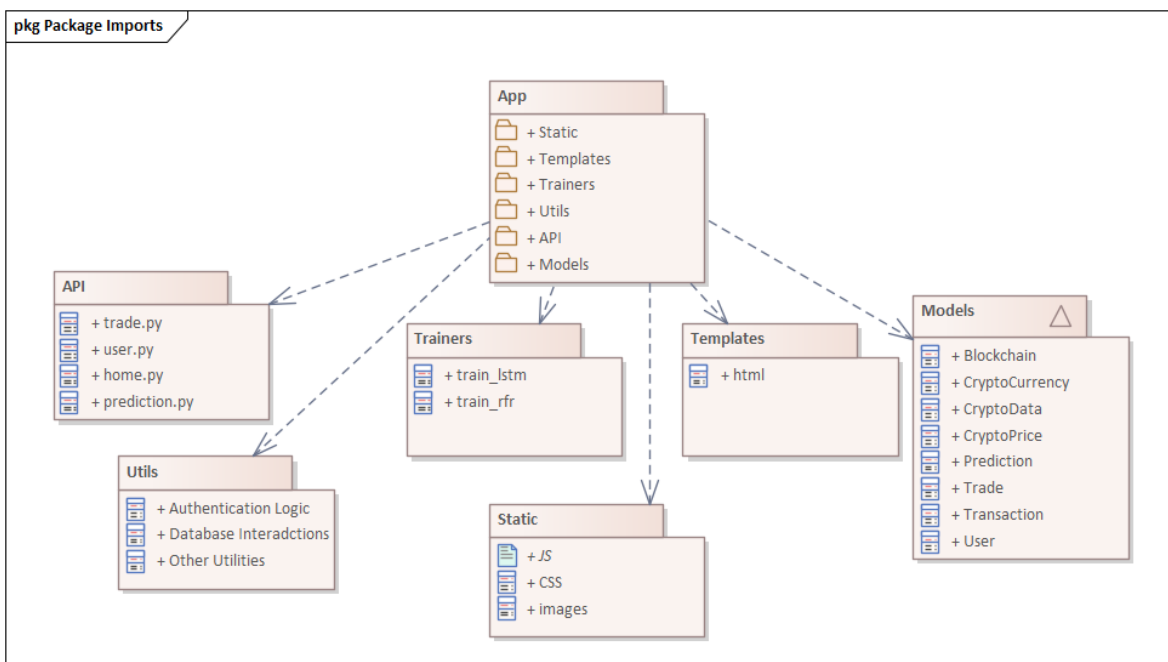 pkg Package Imports
App
+ Static
+ Templates
+ Trainers
+ Utils
+ API
+ Models
API
+ trade.py
+ user.py
+ home.py
+ prediction.py
Trainers
+ train_lstm
+ train_rfr
Templates
+ html
Models
+ Blockchain
+ CryptoCurrency
+ CryptoData
+ CryptoPrice
+ Prediction
+ Trade
+ Transaction
+ User
Utils
+ Authentication Logic
+ Database Interadctions
+ Other Utilities
Static
+ JS
+ CSS
+ images